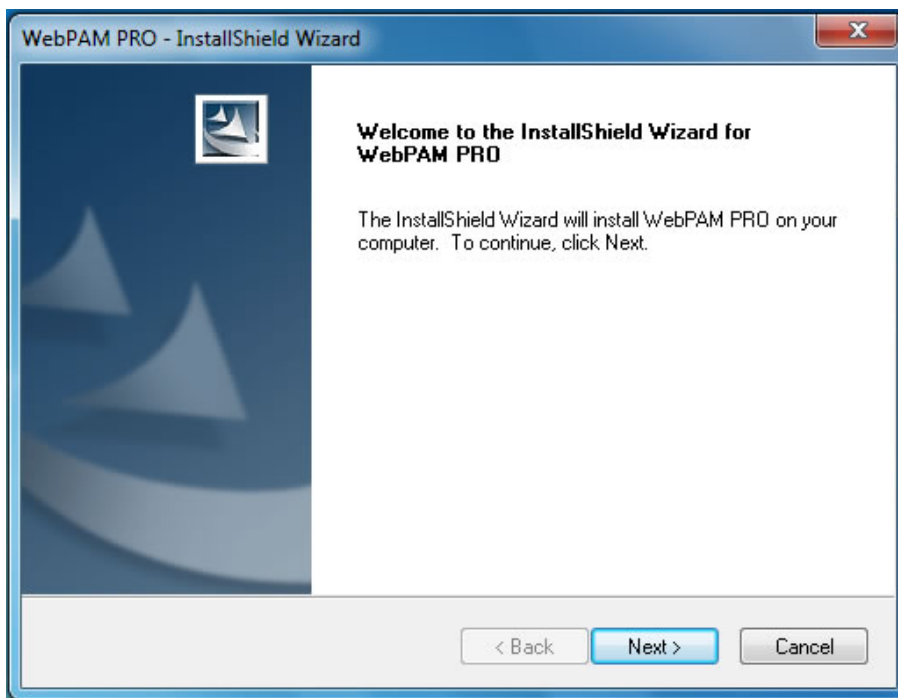 WebPAM PRO - InstallShield Wizard
Welcome to the InstallShield Wizard for
WebPAM PRO
The InstallShield Wizard will install WebPAM PRO on your
computer.  To continue, click Next.
< Back
Next >
Cancel